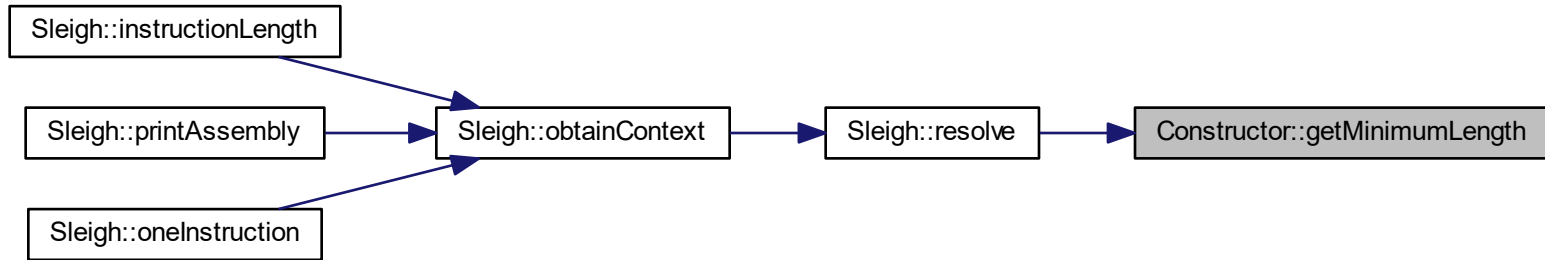 Sleigh::instructionLength
Sleigh::printAssembly
Sleigh::obtainContext
Sleigh::resolve
Constructor::getMinimumLength
Sleigh::oneInstruction